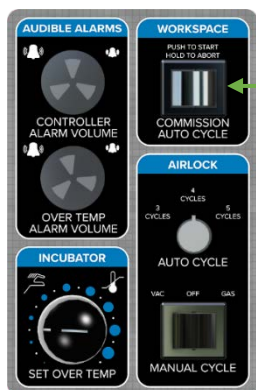 AUDIBLE ALARMS
CONTROLLER
ALARM VOLUME
OVER TEMP
ALARM VOLUME
INCUBATOR
SET OVER TEMP
WORKSPACE
PUSH TO START
HOLD TO ABORT
COMMISSION
AUTO CYCLE
AIRLOCK
4
CYCLES
3
CYCLES
5
CYCLES
AUTO CYCLE
VAC OFF GAS
MANUAL CYCLE